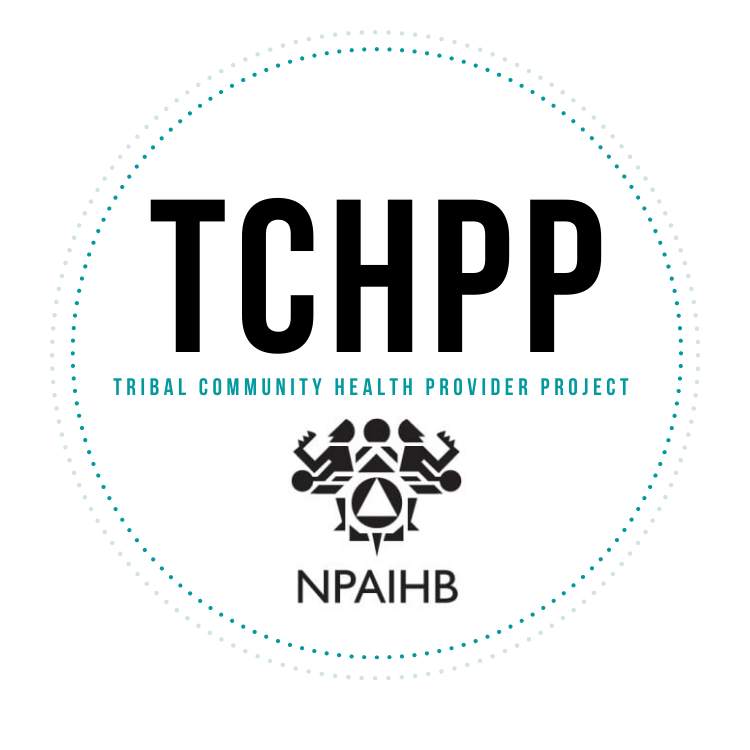 TCHPP
TRIBAL COMMUNITY HEALTH PROVIDER PROJECT
NPAIHB